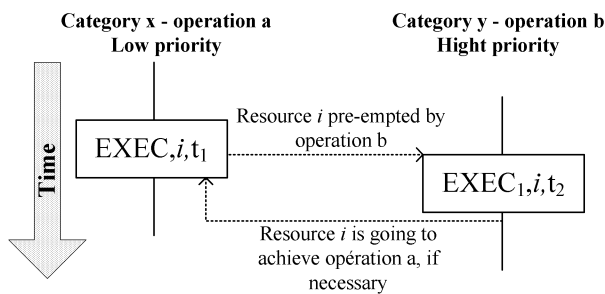 Category x - operation a
Low priority
Category y - operation b
Hight priority
Time
Resource i pre-empted by
operation b
EXEC,i,t1
EXEC1,i,t2
Resource i is going to
achieve opération a, if
necessary